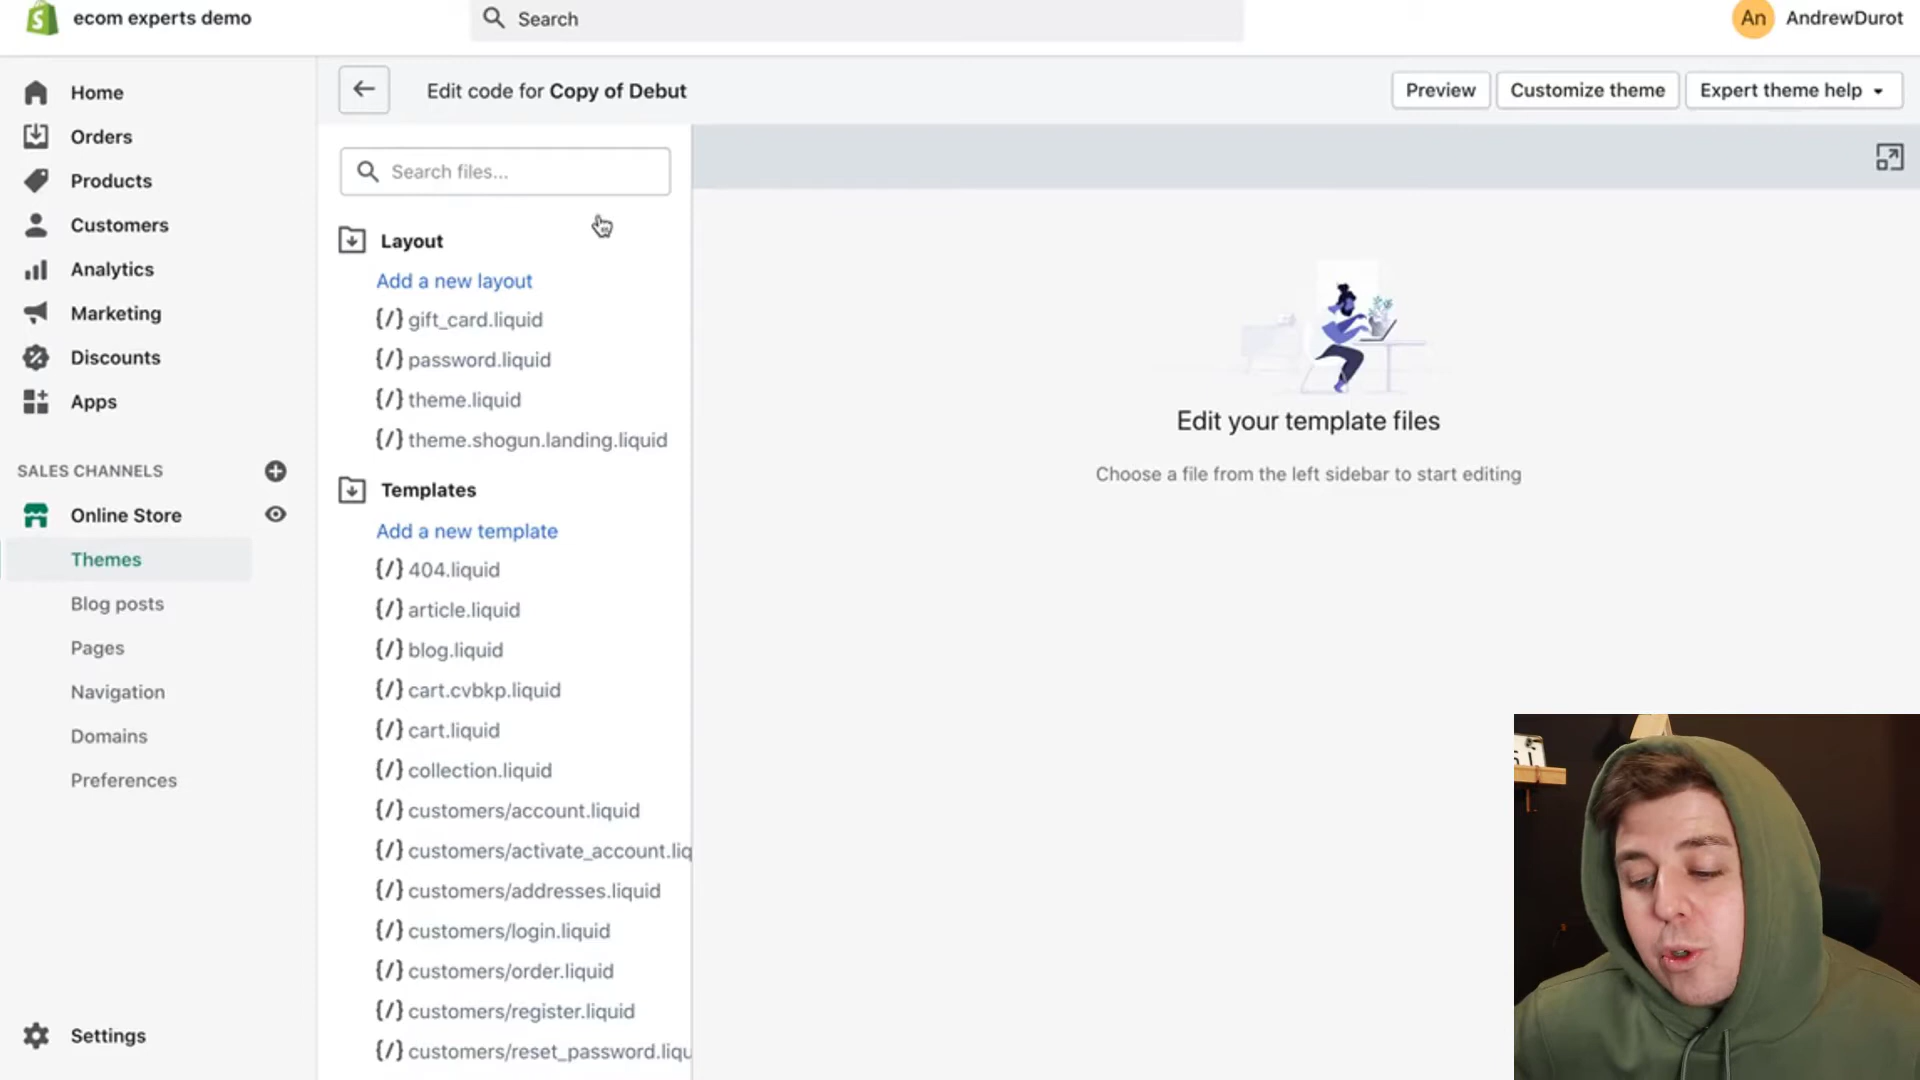 ecom experts demo
Search
An AndrewDurot
Home
Orders
Products
Customers
Analytics
Marketing
Discounts
Apps
SALES CHANNELS
Online Store
Themes
Blog posts
Pages
Navigation
Domains
Preferences
Settings
Edit code for Copy of Debut
Preview
Customize theme
Expert theme help
Search files...
Layout
Add a new layout
{/} gift_card.liquid
{/} password.liquid
{/} theme.liquid
{/} theme.shogun.landing.liquid
Templates
Add a new template
{/} 404.liquid
{/} article.liquid
{/} blog.liquid
{/} cart.cvbkp.liquid
{/} cart.liquid
{/} collection.liquid
{/} customers/account.liquid
{/} customers/activate_account.liq
{/} customers/addresses.liquid
{/} customers/login.liquid
{/} customers/order.liquid
{/} customers/register.liquid
{/} customers/reset_password.liqu
Edit your template files
Choose a file from the left sidebar to start editing